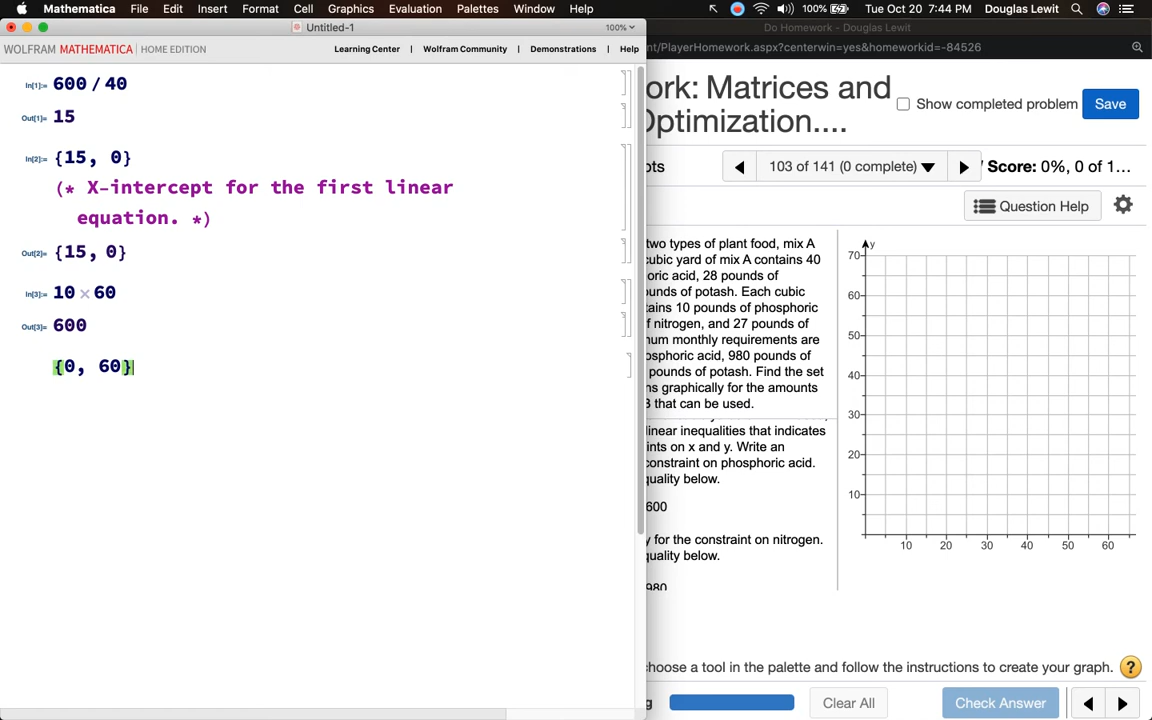 Mathematica File Edit Insert Format Cell Graphics Evaluation Palettes Window Help 100% Tue Oct 20 7:44 PM Douglas Lewit
Untitled-1 100%
Do Homework - Douglas Lewit
nt/PlayerHomework.aspx?centerwin=yes&homeworkid=-84526
WOLFRAM MATHEMATICA | HOME EDITION Learning Center | Wolfram Community | Demonstrations | Help
In[1]:= 600 / 40
Out[1]= 15
In[2]:= {15, 0}
(* X-intercept for the first linear
equation. *)
Out[2]= {15, 0}
In[3]:= 10 × 60
Out[3]= 600
{0, 60}
ork: Matrices and
Optimization....
Show completed problem Save
pts 103 of 141 (0 complete) Score: 0%, 0 of 1...
Question Help
two types of plant food, mix A
cubic yard of mix A contains 40
oric acid, 28 pounds of
ounds of potash. Each cubic
tains 10 pounds of phosphoric
f nitrogen, and 27 pounds of
num monthly requirements are
osphoric acid, 980 pounds of
pounds of potash. Find the set
ns graphically for the amounts
B that can be used.
linear inequalities that indicates
ints on x and y. Write an
constraint on phosphoric acid.
quality below.
600
y for the constraint on nitrogen.
quality below.
980
y
70
60
50
40
30
20
10
10 20 30 40 50 60
choose a tool in the palette and follow the instructions to create your graph. ?
g Clear All Check Answer